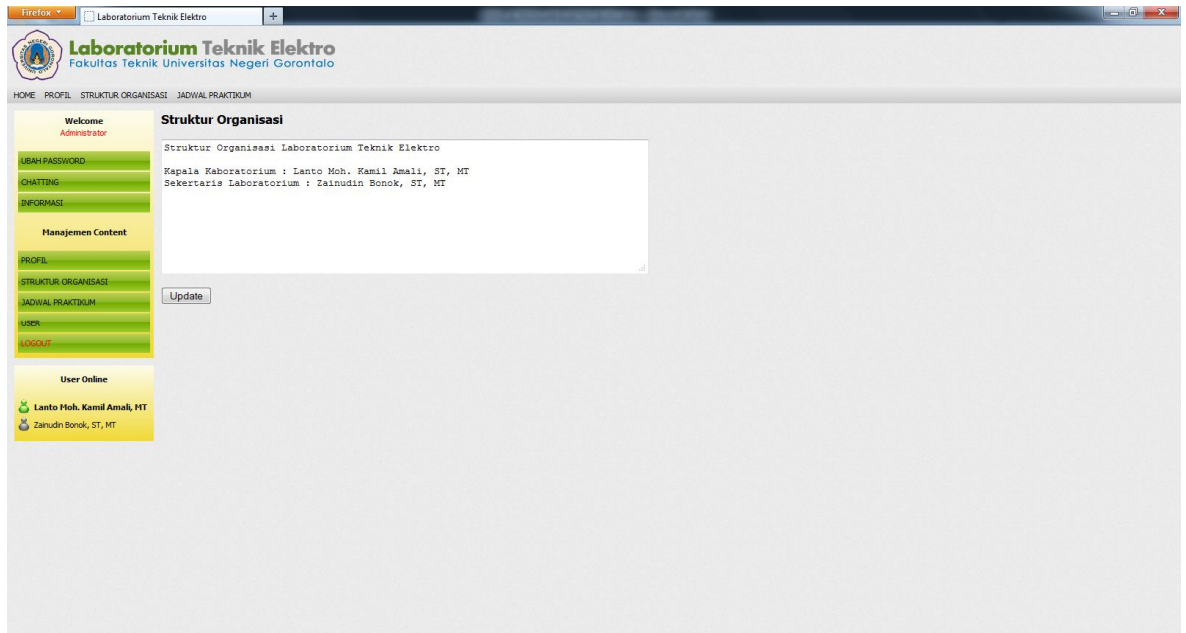 Firefox
Laboratorium Teknik Elektro
+
Laboratorium Teknik Elektro
Fakultas Teknik Universitas Negeri Gorontalo
HOME PROFIL STRUKTUR ORGANISASI JADWAL PRAKTIKUM
Welcome
Administrator
UBAH PASSWORD
CHATTING
INFORMASI
Manajemen Content
PROFIL
STRUKTUR ORGANISASI
JADWAL PRAKTIKUM
USER
LOGOUT
User Online
Lanto Moh. Kamil Amali, MT
Zainudin Bonok, ST, MT
Struktur Organisasi
Struktur Organisasi Laboratorium Teknik Elektro
Kapala Kaboratorium : Lanto Moh. Kamil Amali, ST, MT
Sekertaris Laboratorium : Zainudin Bonok, ST, MT
Update